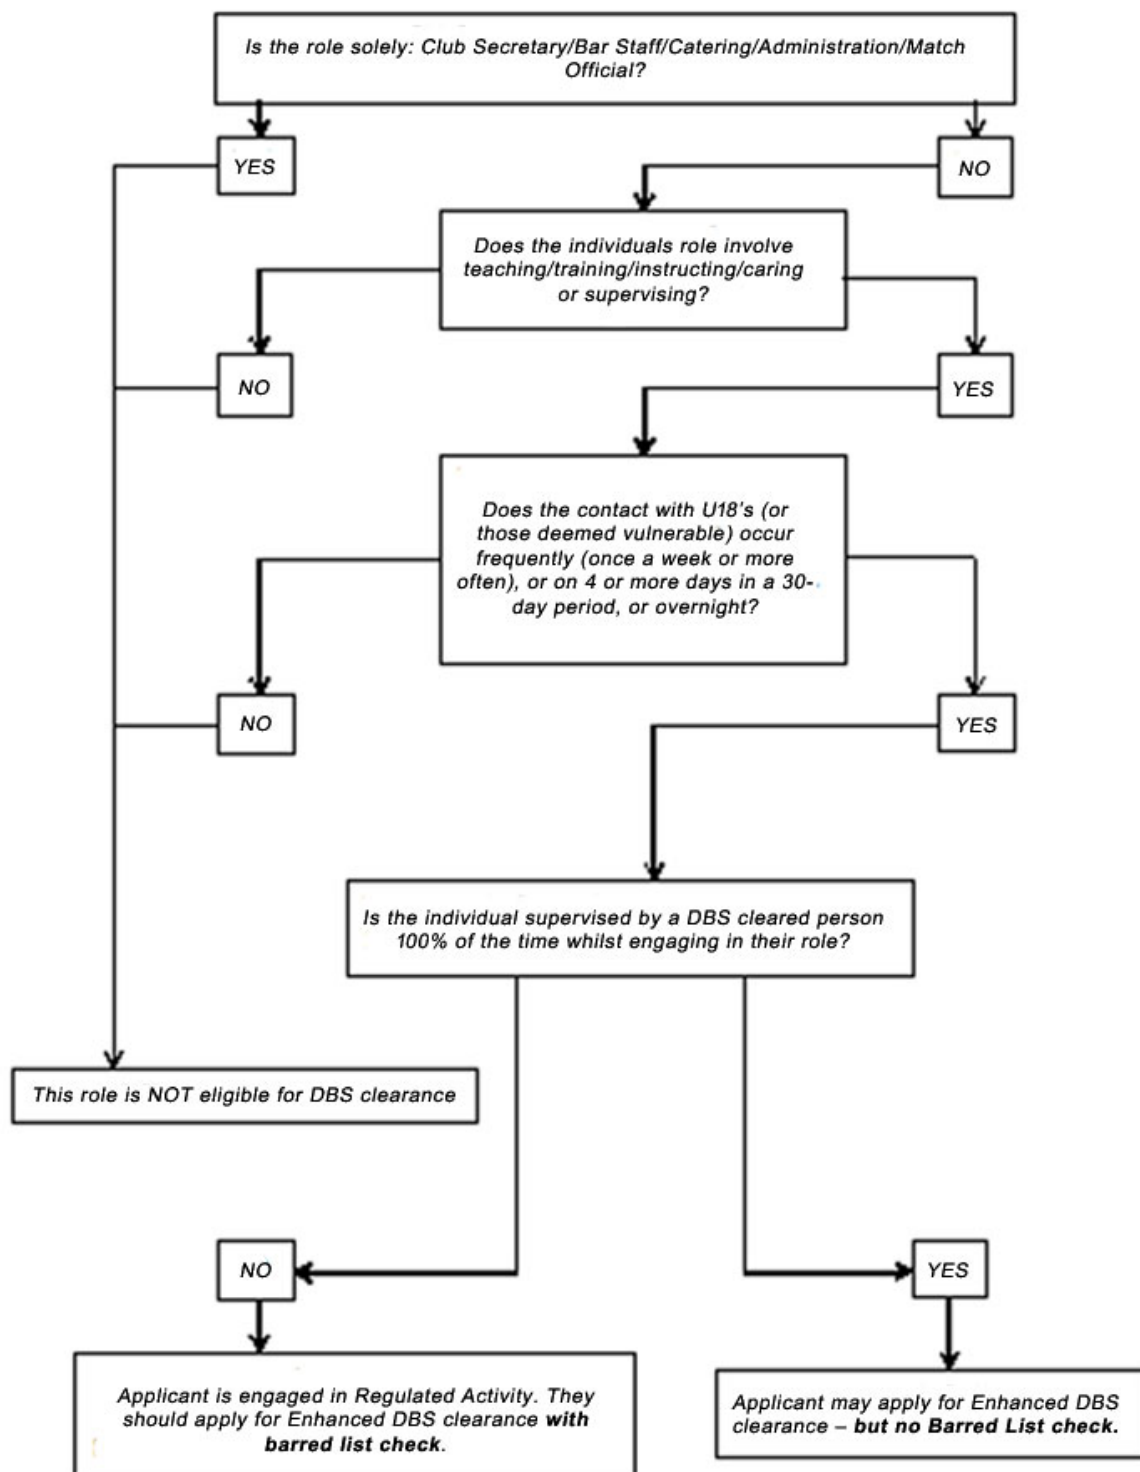 Is the role solely: Club Secretary/Bar Staff/Catering/Administration/Match
Official?
YES
NO
Does the individuals role involve
teaching/training/instructing/caring
or supervising?
NO
YES
Does the contact with U18's (or
those deemed vulnerable) occur
frequently (once a week or more
often), or on 4 or more days in a 30-
day period, or overnight?
NO
YES
Is the individual supervised by a DBS cleared person
100% of the time whilst engaging in their role?
This role is NOT eligible for DBS clearance
NO
YES
Applicant is engaged in Regulated Activity. They
should apply for Enhanced DBS clearance with
barred list check.
Applicant may apply for Enhanced DBS
clearance – but no Barred List check.